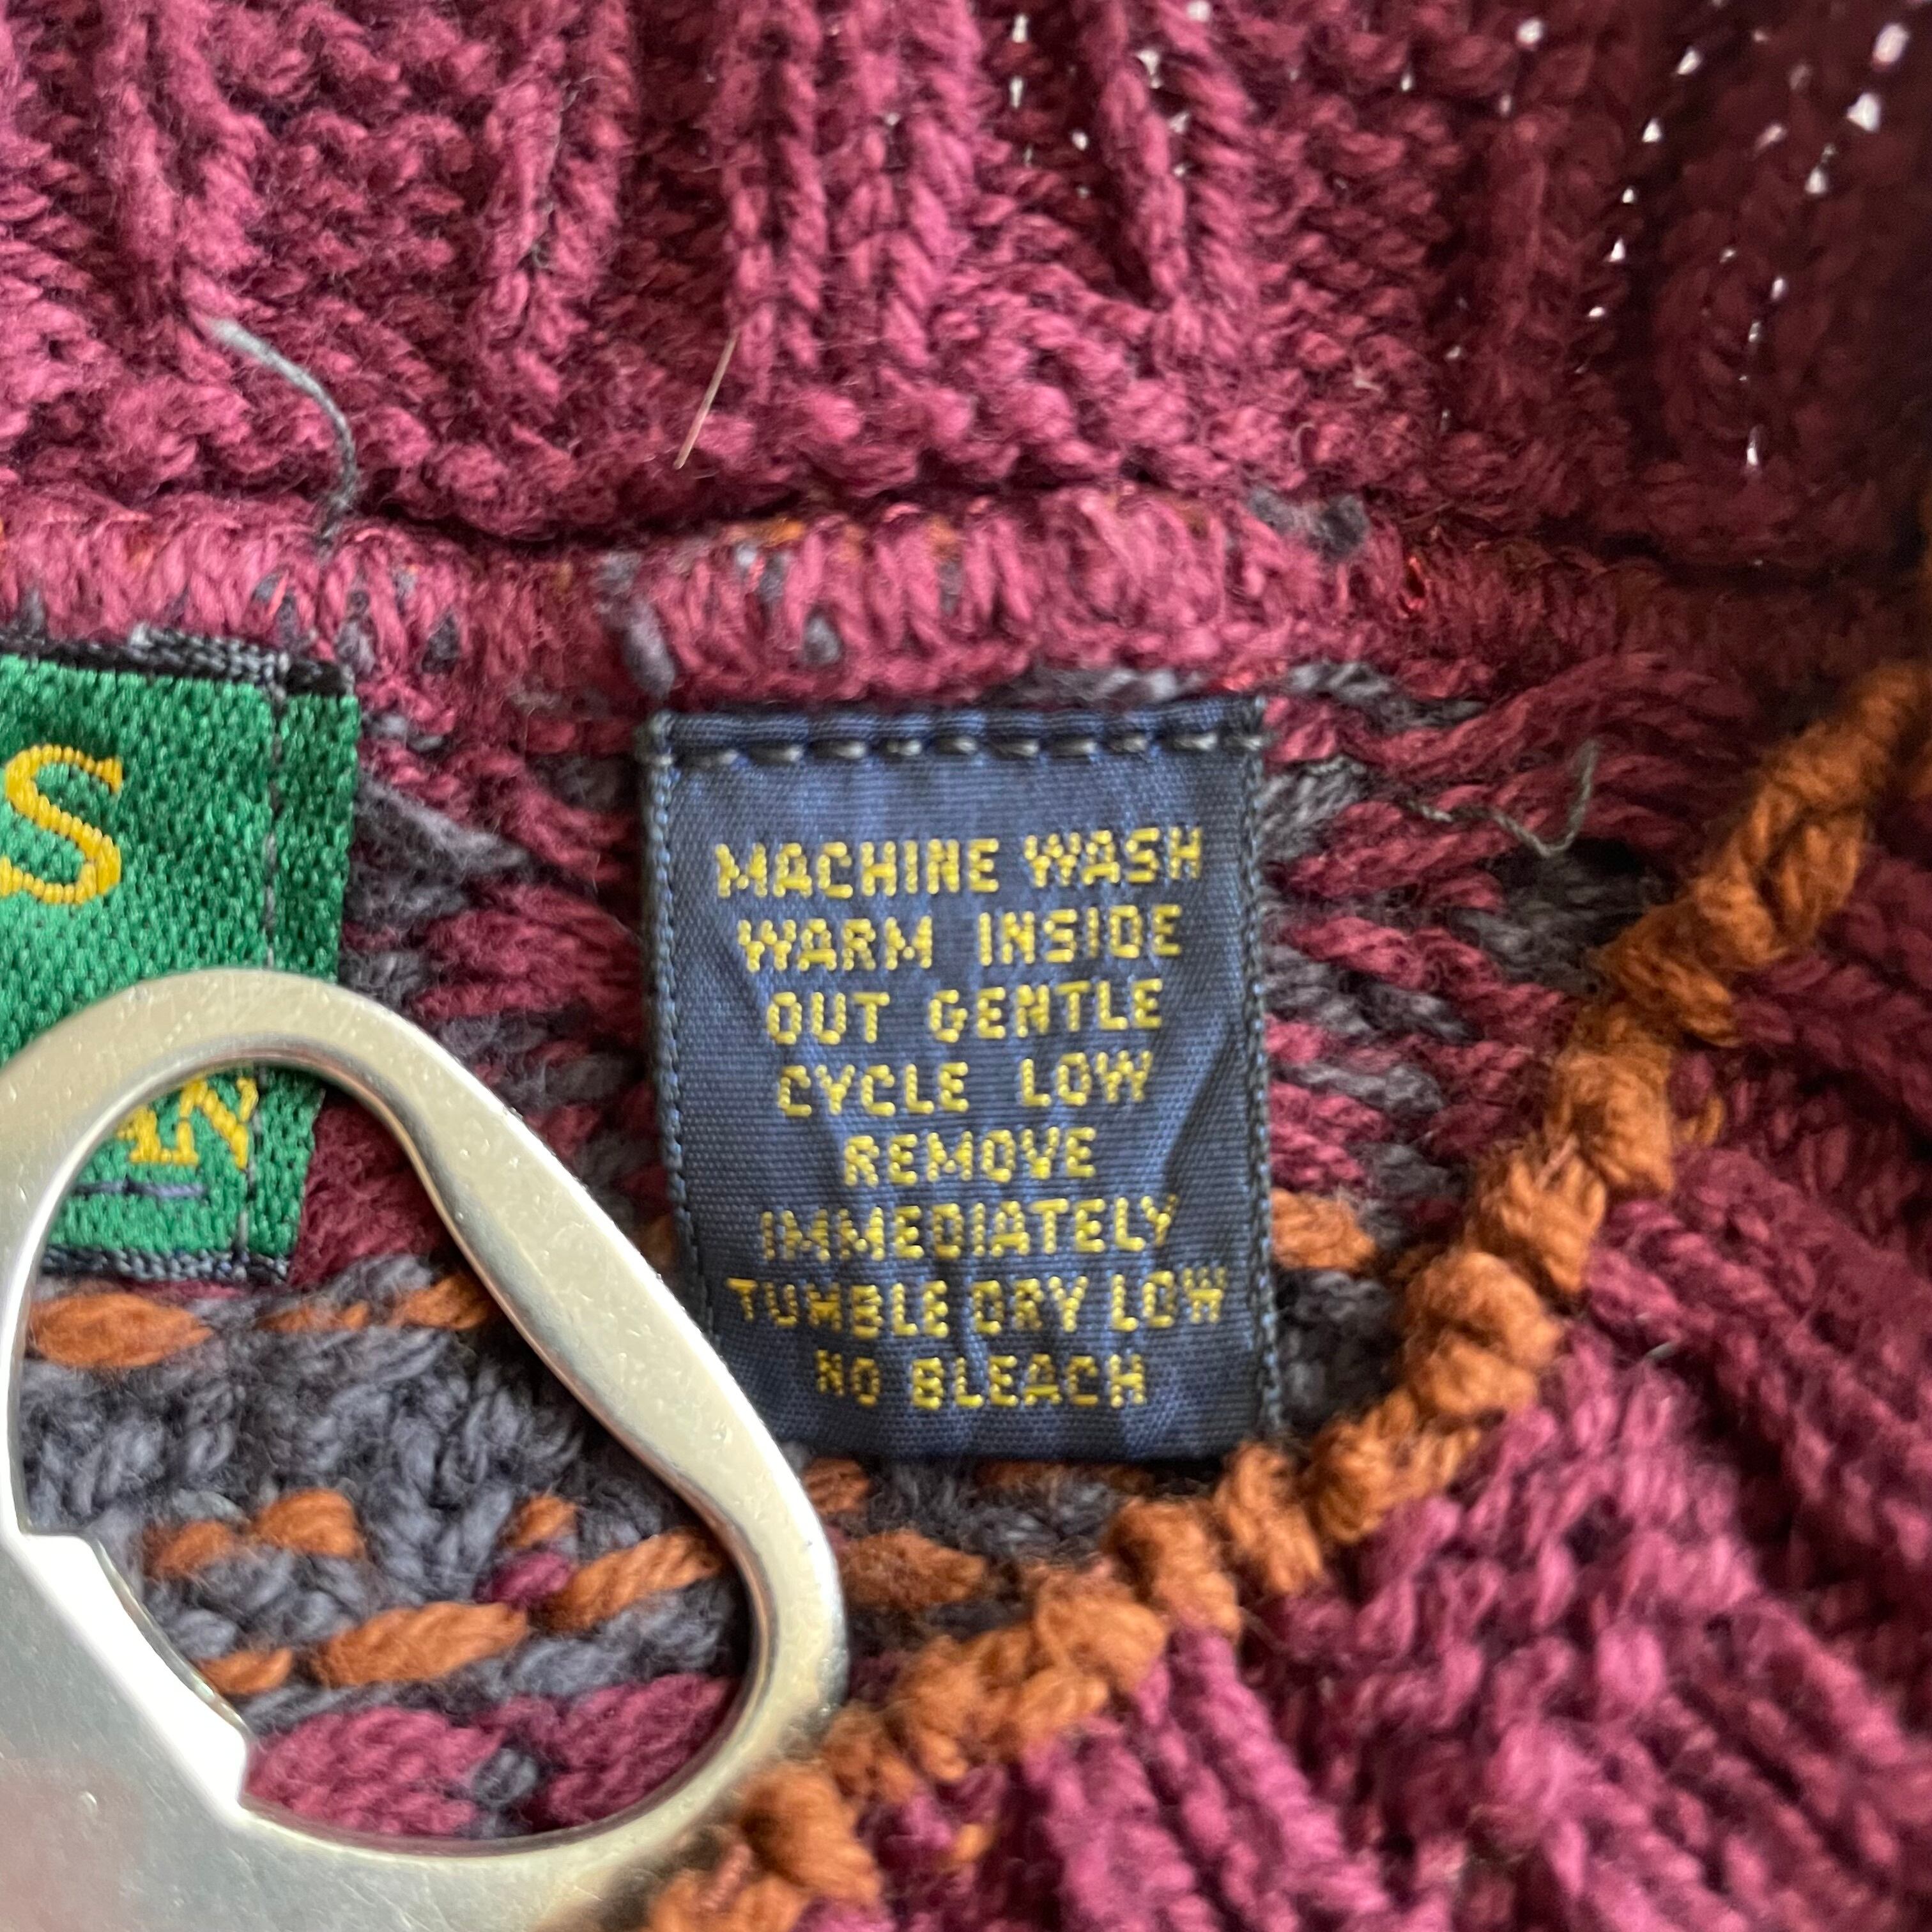 S
MACHINE WASH
WARM INSIDE
OUT GENTLE
CYCLE LOW
REMOVE
IMMEDIATELY
TUMBLE DRY LOW
NO BLEACH